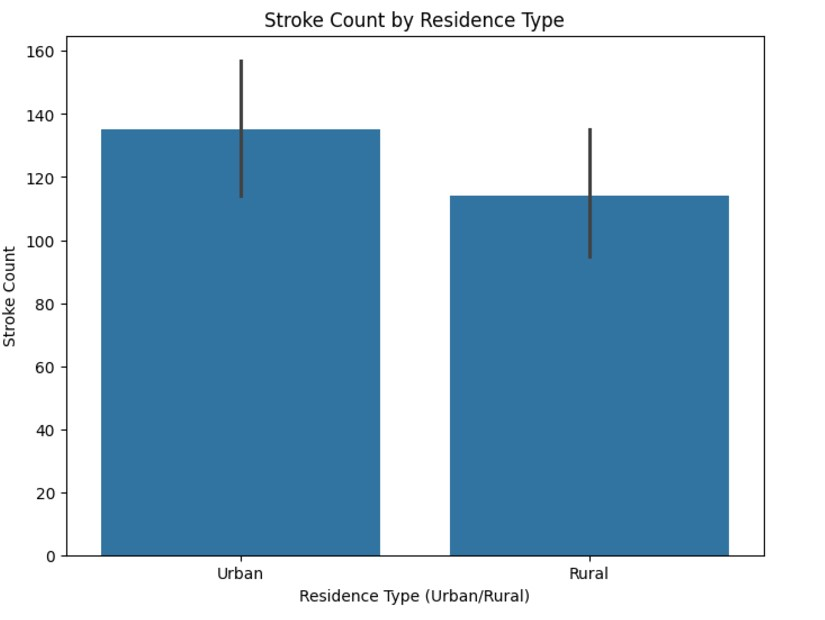 Stroke Count by Residence Type
160
140
120
100
80
60
40
20
0
Stroke Count
Urban
Rural
Residence Type (Urban/Rural)